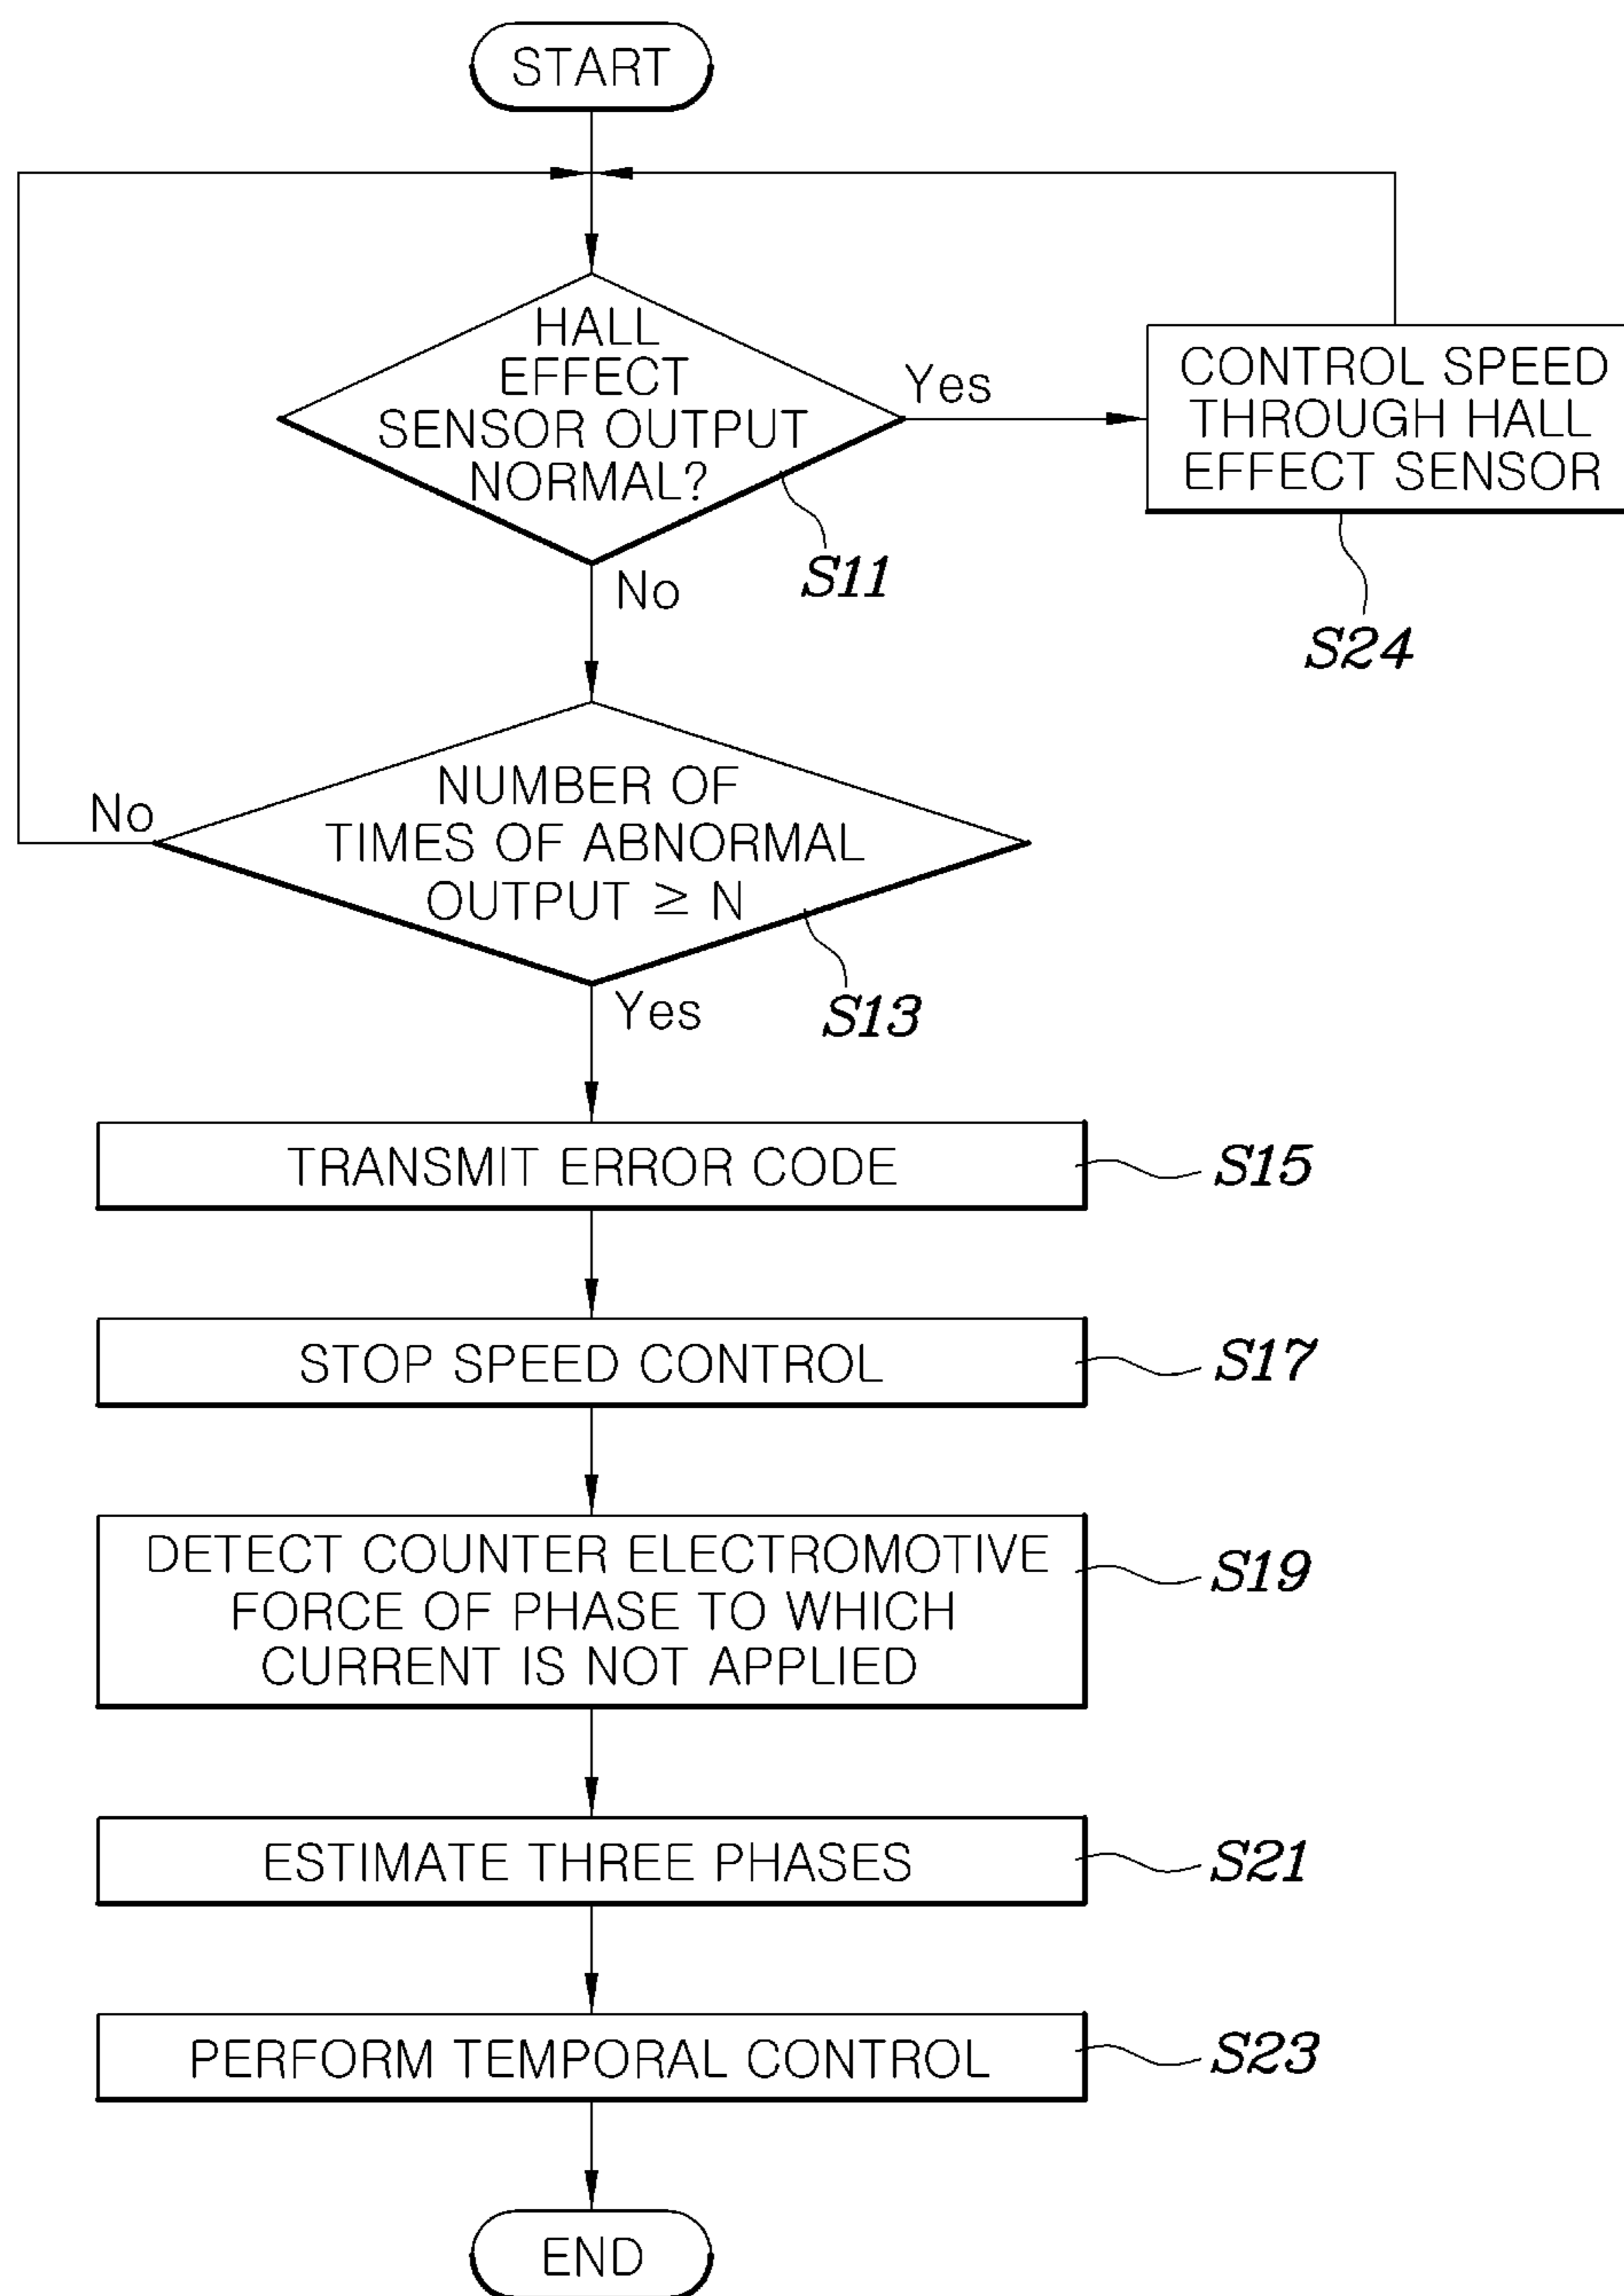 START
HALL
EFFECT
SENSOR OUTPUT
NORMAL?
Yes
CONTROL SPEED
THROUGH HALL
EFFECT SENSOR
S11
No
S24
NUMBER OF
TIMES OF ABNORMAL
OUTPUT ≥ N
No
Yes
S13
TRANSMIT ERROR CODE
S15
STOP SPEED CONTROL
S17
DETECT COUNTER ELECTROMOTIVE
FORCE OF PHASE TO WHICH
CURRENT IS NOT APPLIED
S19
ESTIMATE THREE PHASES
S21
PERFORM TEMPORAL CONTROL
S23
END